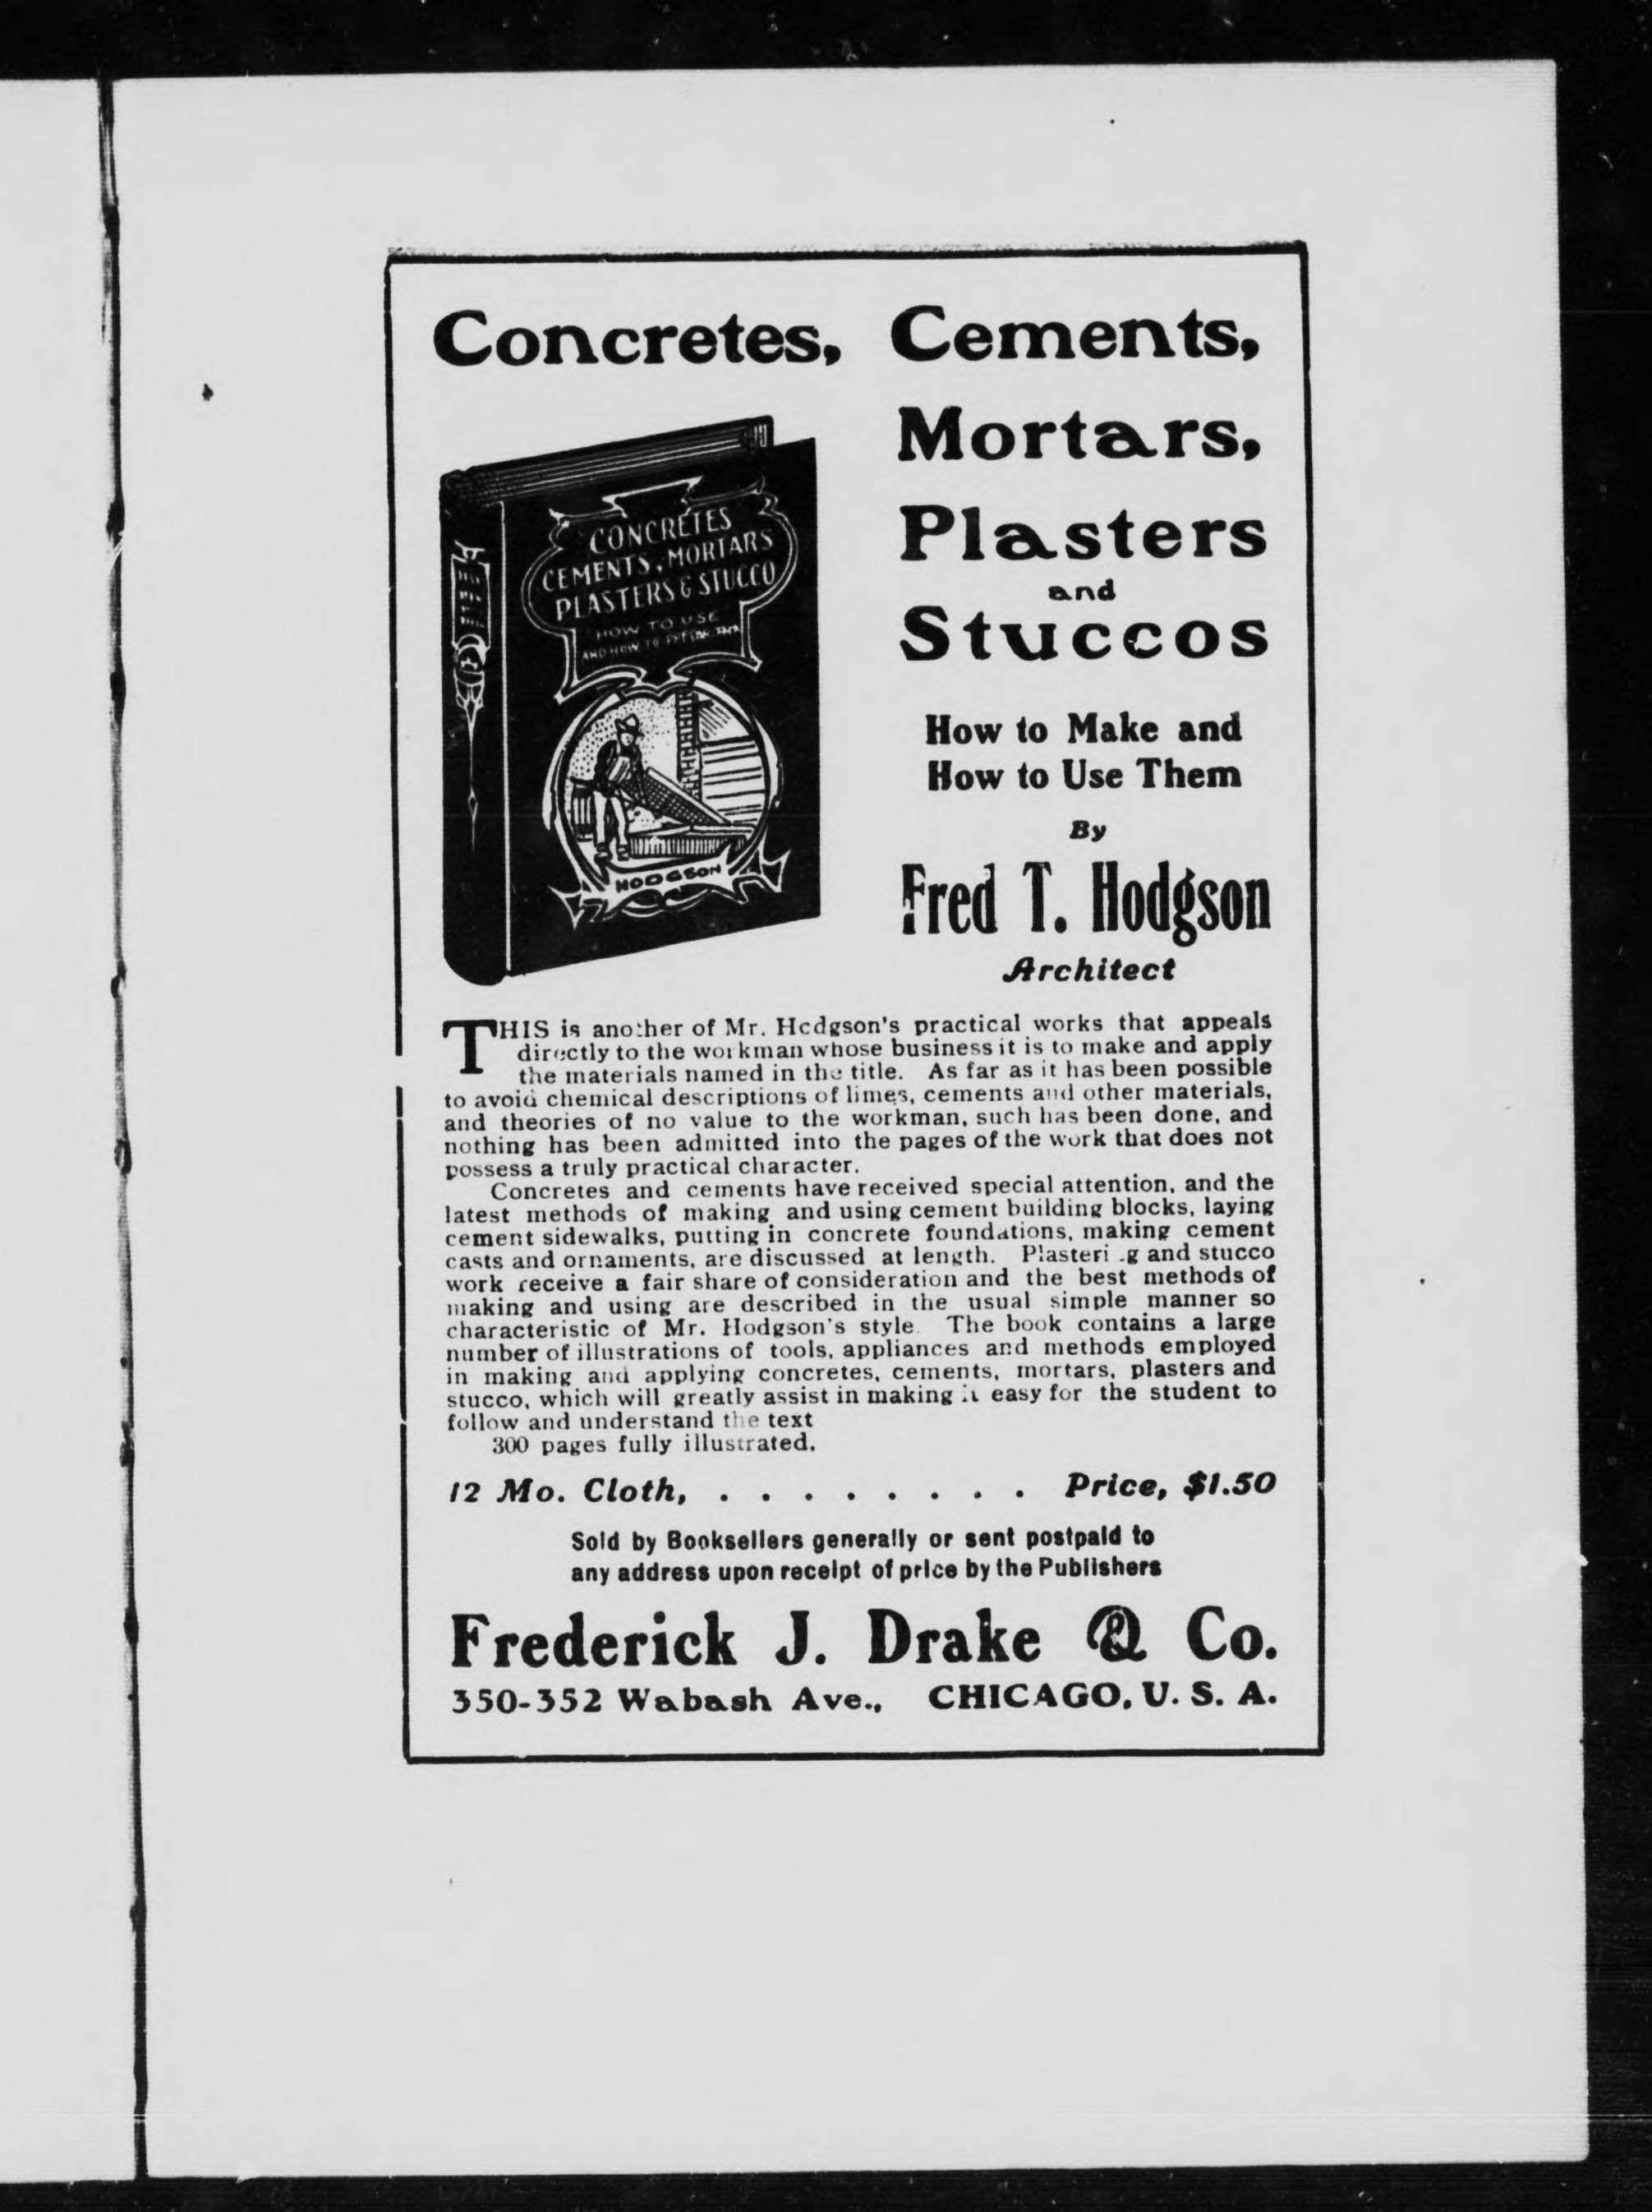 Concretes, Cements,
Mortars,
Plasters
and
Stuccos
CONCRETES
CEMENTS, MORTARS
PLASTERS & STUCCO
HOW TO USE
AND HOW TO
HODGSON
How to Make and
How to Use Them
By
Fred T. Hodgson
Architect
THIS is another of Mr. Hodgson's practical works that appeals
directly to the workman whose business it is to make and apply
the materials named in the title. As far as it has been possible
to avoid chemical descriptions of limes, cements and other materials,
and theories of no value to the workman, such has been done, and
nothing has been admitted into the pages of the work that does not
possess a truly practical character.
Concretes and cements have received special attention, and the
latest methods of making and using cement building blocks, laying
cement sidewalks, putting in concrete foundations, making cement
casts and ornaments, are discussed at length. Plastering and stucco
work receive a fair share of consideration and the best methods of
making and using are described in the usual simple manner so
characteristic of Mr. Hodgson's style. The book contains a large
number of illustrations of tools, appliances and methods employed
in making and applying concretes, cements, mortars, plasters and
stucco, which will greatly assist in making it easy for the student to
follow and understand the text
300 pages fully illustrated.
12 Mo. Cloth, . . . . . . . . Price, $1.50
Sold by Booksellers generally or sent postpaid to
any address upon receipt of price by the Publishers
Frederick J. Drake & Co.
350-352 Wabash Ave., CHICAGO, U. S. A.